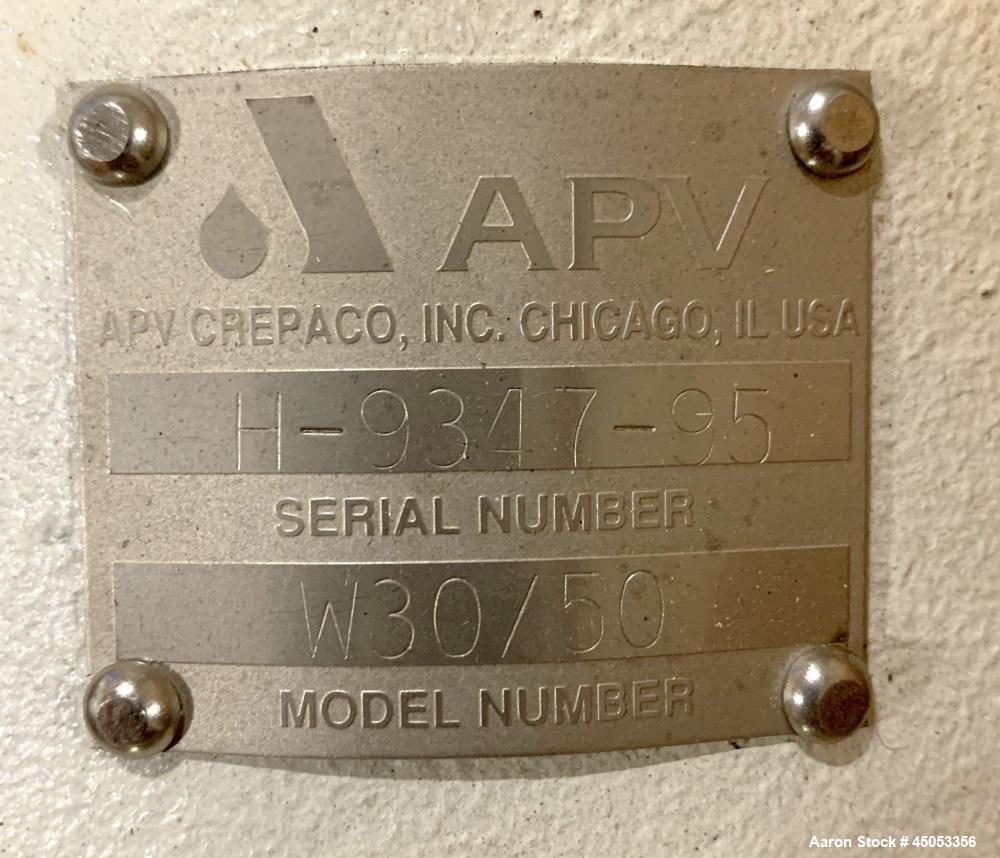 APV
APV CREPACO, INC. CHICAGO, IL USA
H-9347-95
SERIAL NUMBER
W30/50
MODEL NUMBER
Aaron Stock # 45053356